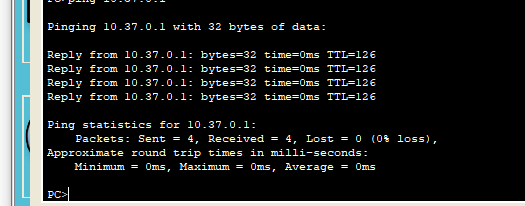 Pinging 10.37.0.1 with 32 bytes of data:
Reply from 10.37.0.1: bytes=32 time=0ms TTL=126
Reply from 10.37.0.1: bytes=32 time=0ms TTL=126
Reply from 10.37.0.1: bytes=32 time=0ms TTL=126
Reply from 10.37.0.1: bytes=32 time=0ms TTL=126
Ping statistics for 10.37.0.1:
Packets: Sent = 4, Received = 4, Lost = 0 (0% loss),
Approximate round trip times in milli-seconds:
Minimum = 0ms, Maximum = 0ms, Average = 0ms
PC>